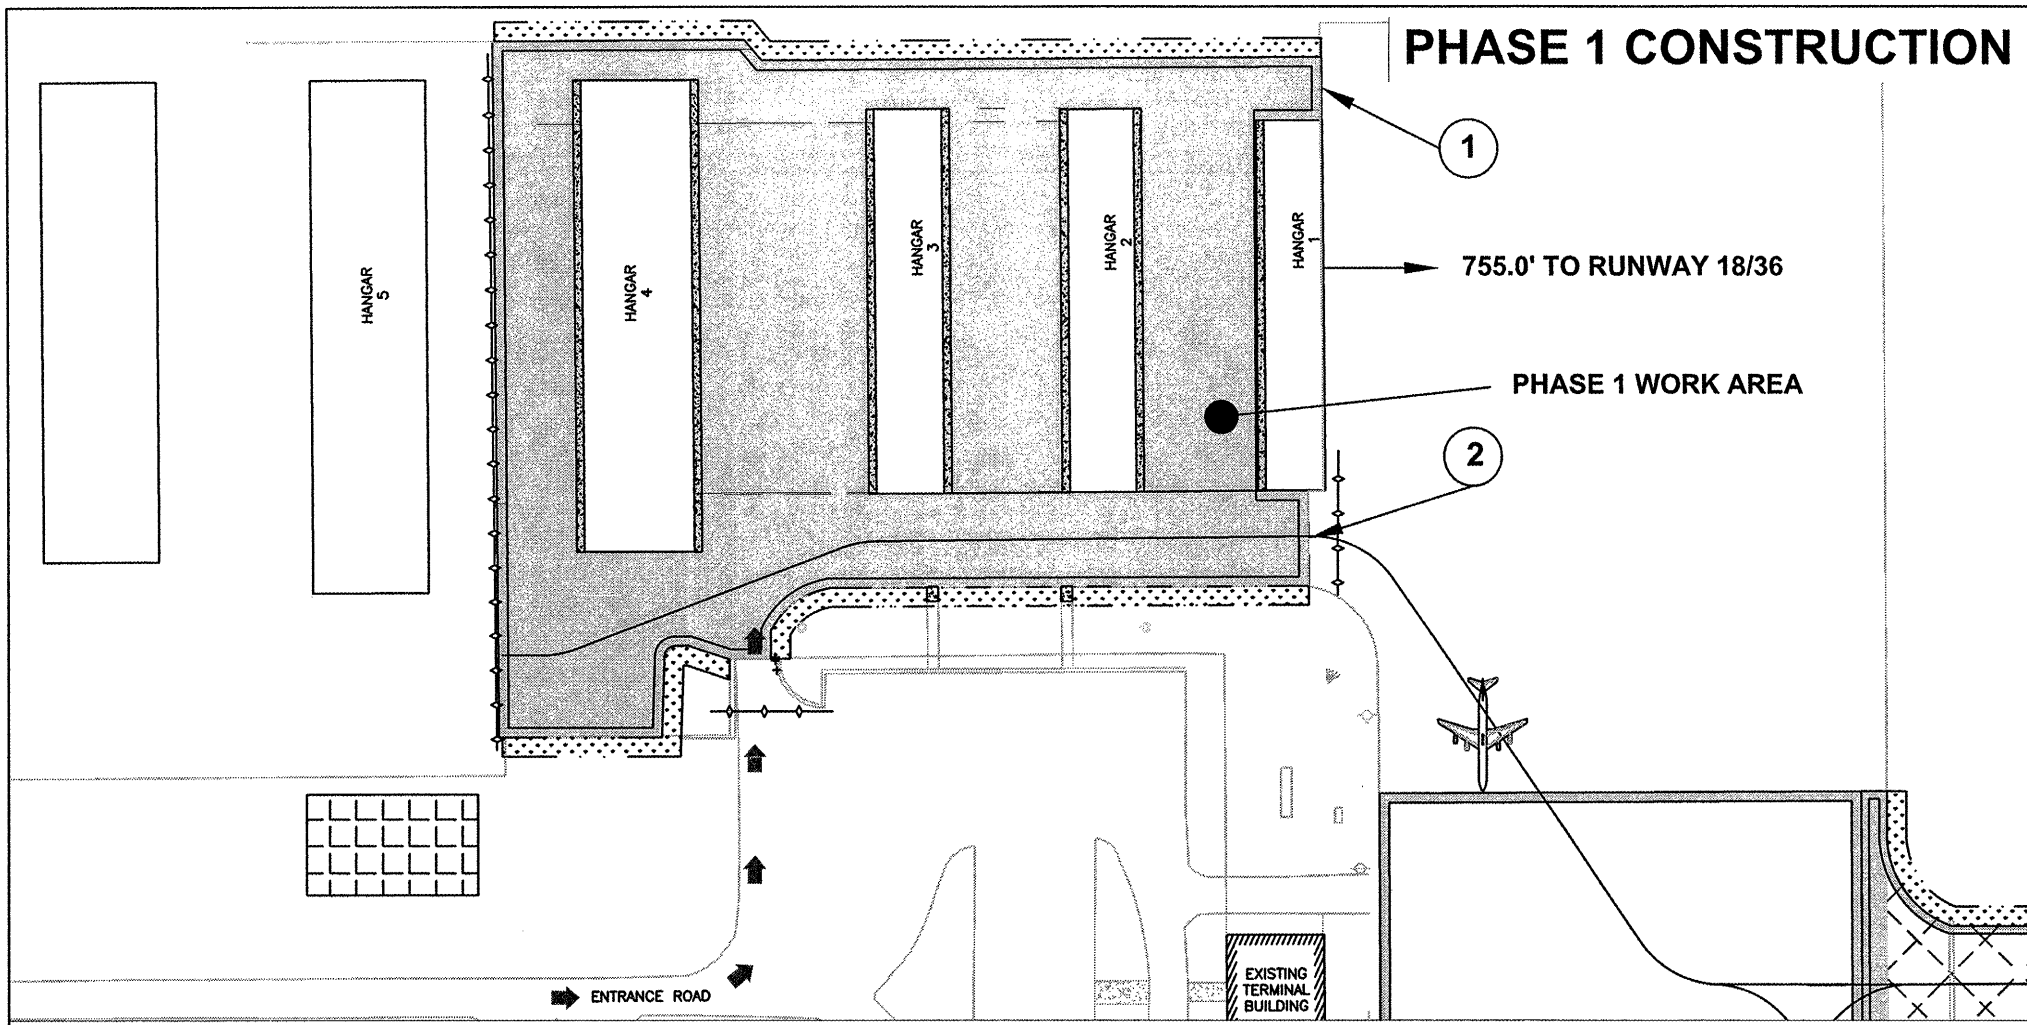 PHASE 1 CONSTRUCTION
1
HANGAR
5
HANGAR
4
HANGAR
3
HANGAR
2
HANGAR
1
755.0' TO RUNWAY 18/36
PHASE 1 WORK AREA
2
ENTRANCE ROAD
EXISTING
TERMINAL
BUILDING